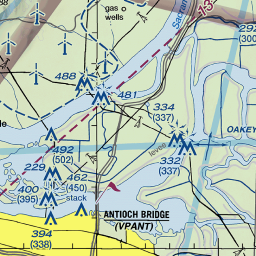 gas o
wells
488
481
334
(337)
292
OAKEY
levee
492
(502)
332
(337)
229
462
(450)
stack
400
(395)
ANTIOCH BRIDGE
(VPANT)
394
(338)